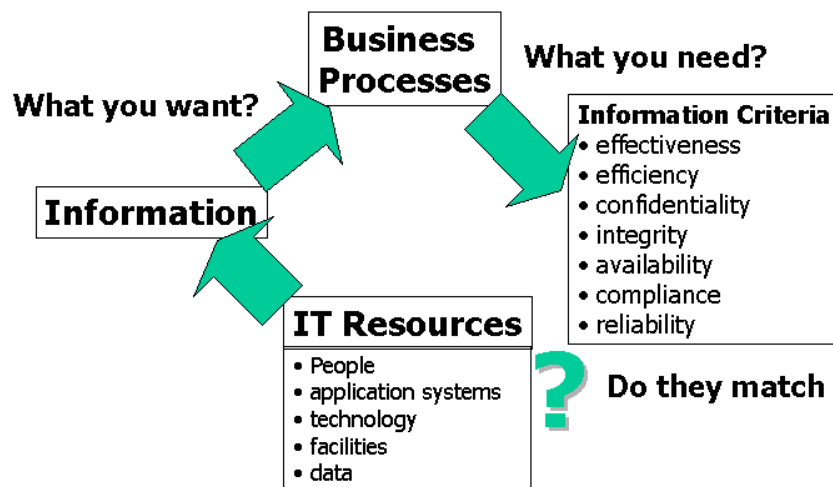 Business
Processes
What you need?
What you want?
Information Criteria
• effectiveness
• efficiency
• confidentiality
• integrity
• availability
• compliance
• reliability
Information
IT Resources
• People
• application systems
• technology
• facilities
• data
?
Do they match